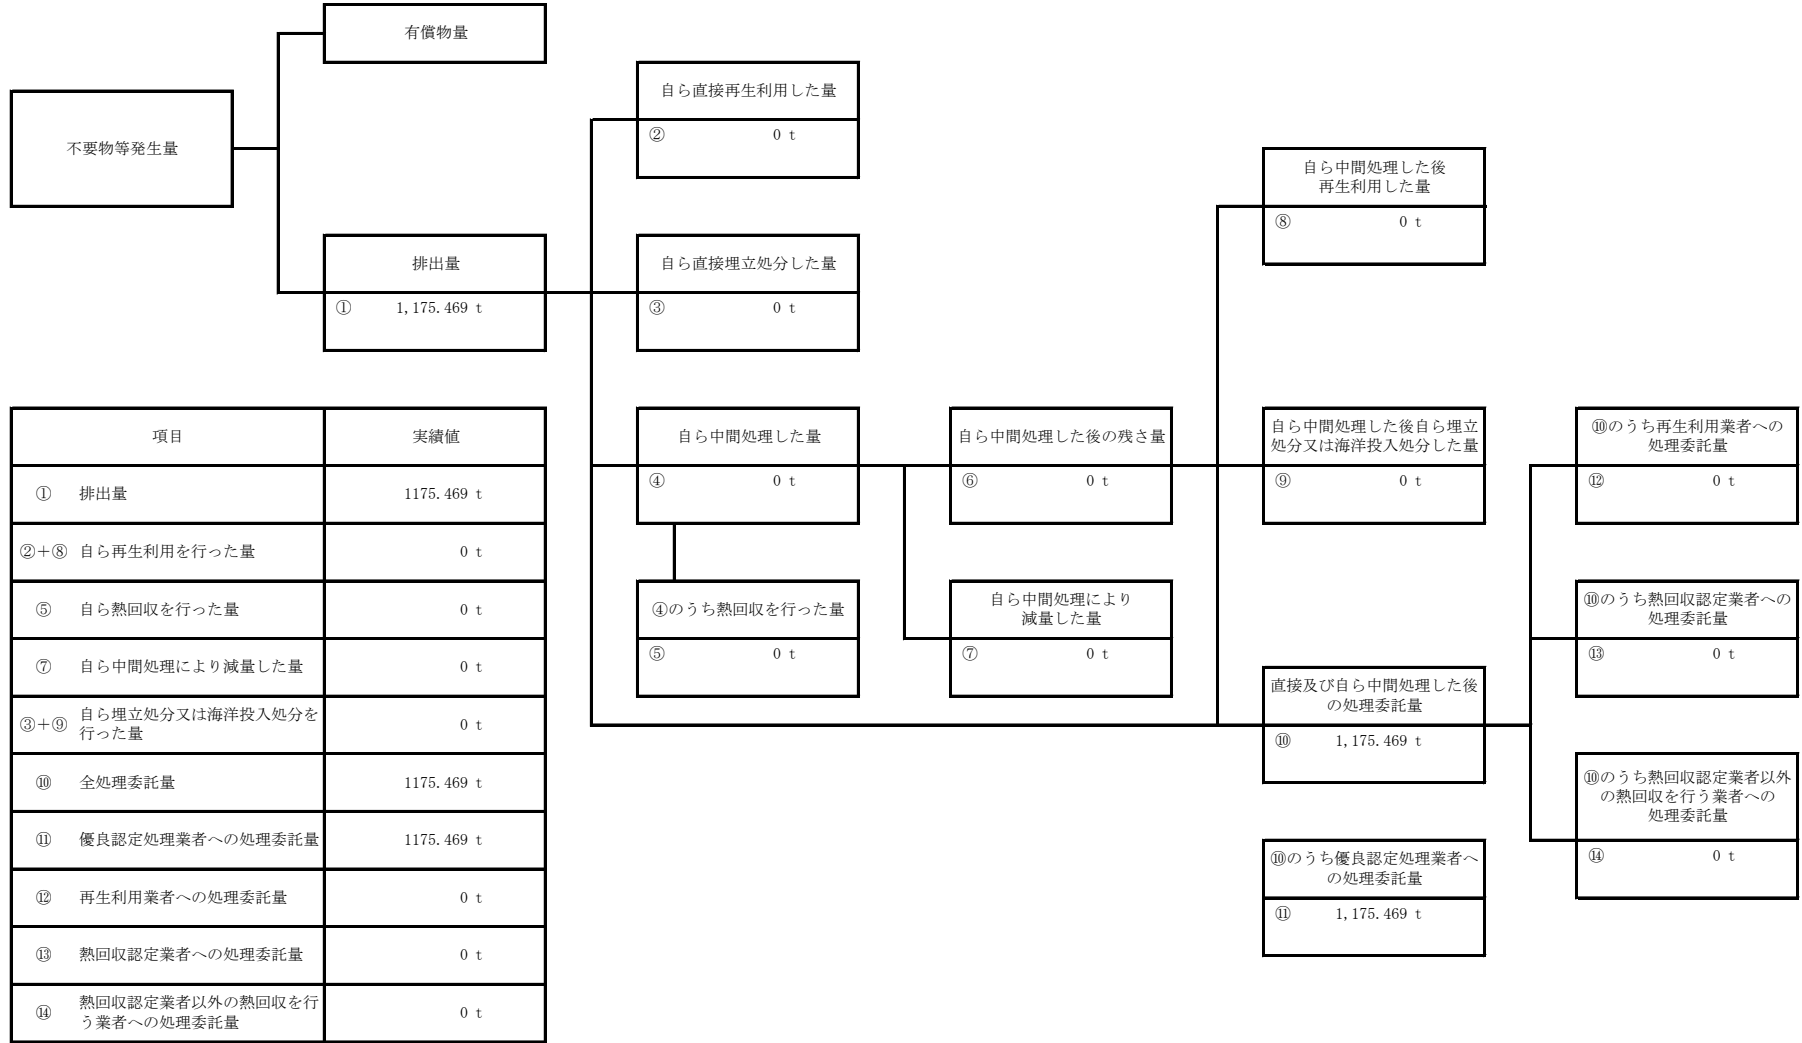 有償物量
不要物等発生量
自ら直接再生利用した量
② 0 t
自ら中間処理した後
再生利用した量
⑧ 0 t
排出量
① 1,175.469 t
自ら直接埋立処分した量
③ 0 t
自ら中間処理した量
④ 0 t
自ら中間処理した後の残さ量
⑥ 0 t
自ら中間処理した後自ら埋立
処分又は海洋投入処分した量
⑨ 0 t
⑩のうち再生利用業者への
処理委託量
⑫ 0 t
④のうち熱回収を行った量
⑤ 0 t
自ら中間処理により
減量した量
⑦ 0 t
⑩のうち熱回収認定業者への
処理委託量
⑬ 0 t
直接及び自ら中間処理した後
の処理委託量
⑩ 1,175.469 t
⑩のうち熱回収認定業者以外
の熱回収を行う業者への
処理委託量
⑭ 0 t
⑩のうち優良認定処理業者へ
の処理委託量
⑪ 1,175.469 t
項目 実績値
① 排出量 1175.469 t
②＋⑧ 自ら再生利用を行った量 0 t
⑤ 自ら熱回収を行った量 0 t
⑦ 自ら中間処理により減量した量 0 t
③＋⑨ 自ら埋立処分又は海洋投入処分を
行った量 0 t
⑩ 全処理委託量 1175.469 t
⑪ 優良認定処理業者への処理委託量 1175.469 t
⑫ 再生利用業者への処理委託量 0 t
⑬ 熱回収認定業者への処理委託量 0 t
⑭ 熱回収認定業者以外の熱回収を行
う業者への処理委託量 0 t